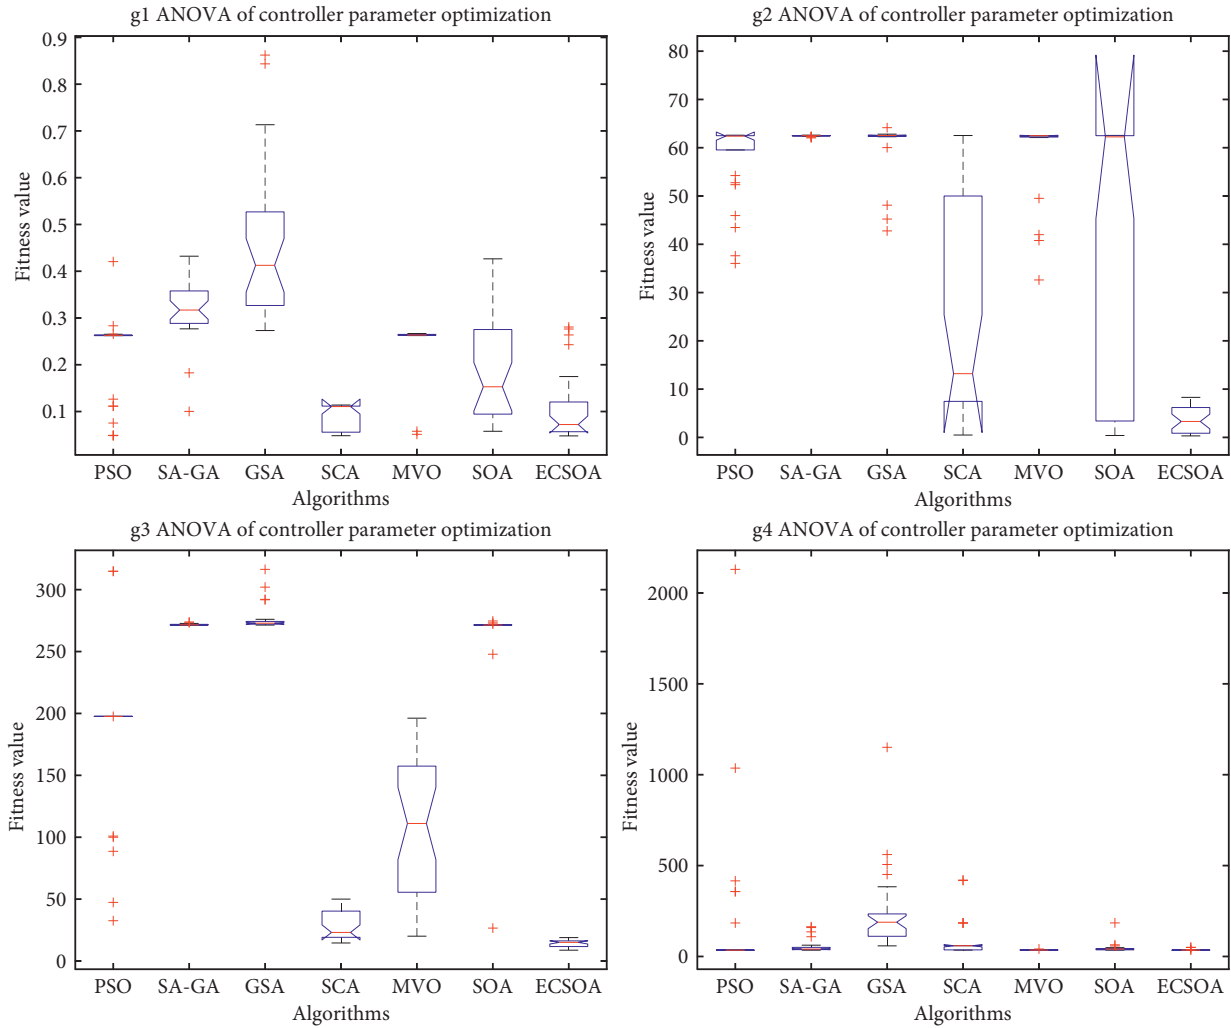 g1 ANOVA of controller parameter optimization
0.9
0.8
0.7
0.6
0.5
0.4
0.3
0.2
0.1
Fitness value
PSO SA-GA GSA SCA MVO SOA ECSOA
Algorithms
g2 ANOVA of controller parameter optimization
80
70
60
50
40
30
20
10
0
Fitness value
PSO SA-GA GSA SCA MVO SOA ECSOA
Algorithms
g3 ANOVA of controller parameter optimization
300
250
200
150
100
50
0
Fitness value
PSO SA-GA GSA SCA MVO SOA ECSOA
Algorithms
g4 ANOVA of controller parameter optimization
2000
1500
1000
500
0
Fitness value
PSO SA-GA GSA SCA MVO SOA ECSOA
Algorithms